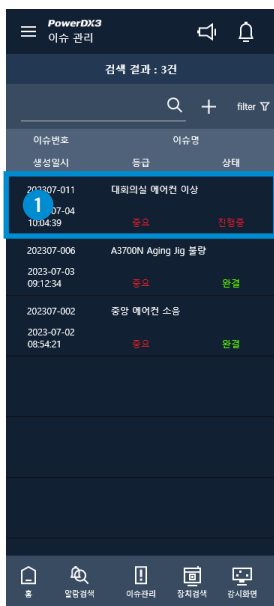 PowerDX3
이슈 관리
검색 결과 : 3건
filter
이슈번호 이슈명
생성일시 등급 상태
202307-011 대회의실 에어컨 이상
1
07-04
10:04:39 중요 진행중
202307-006 A3700N Aging Jig 불량
2023-07-03
09:12:34 중요 완결
202307-002 중앙 에어컨 소음
2023-07-02
08:54:21 중요 완결
홈 알람검색 이슈관리 장치검색 감시화면